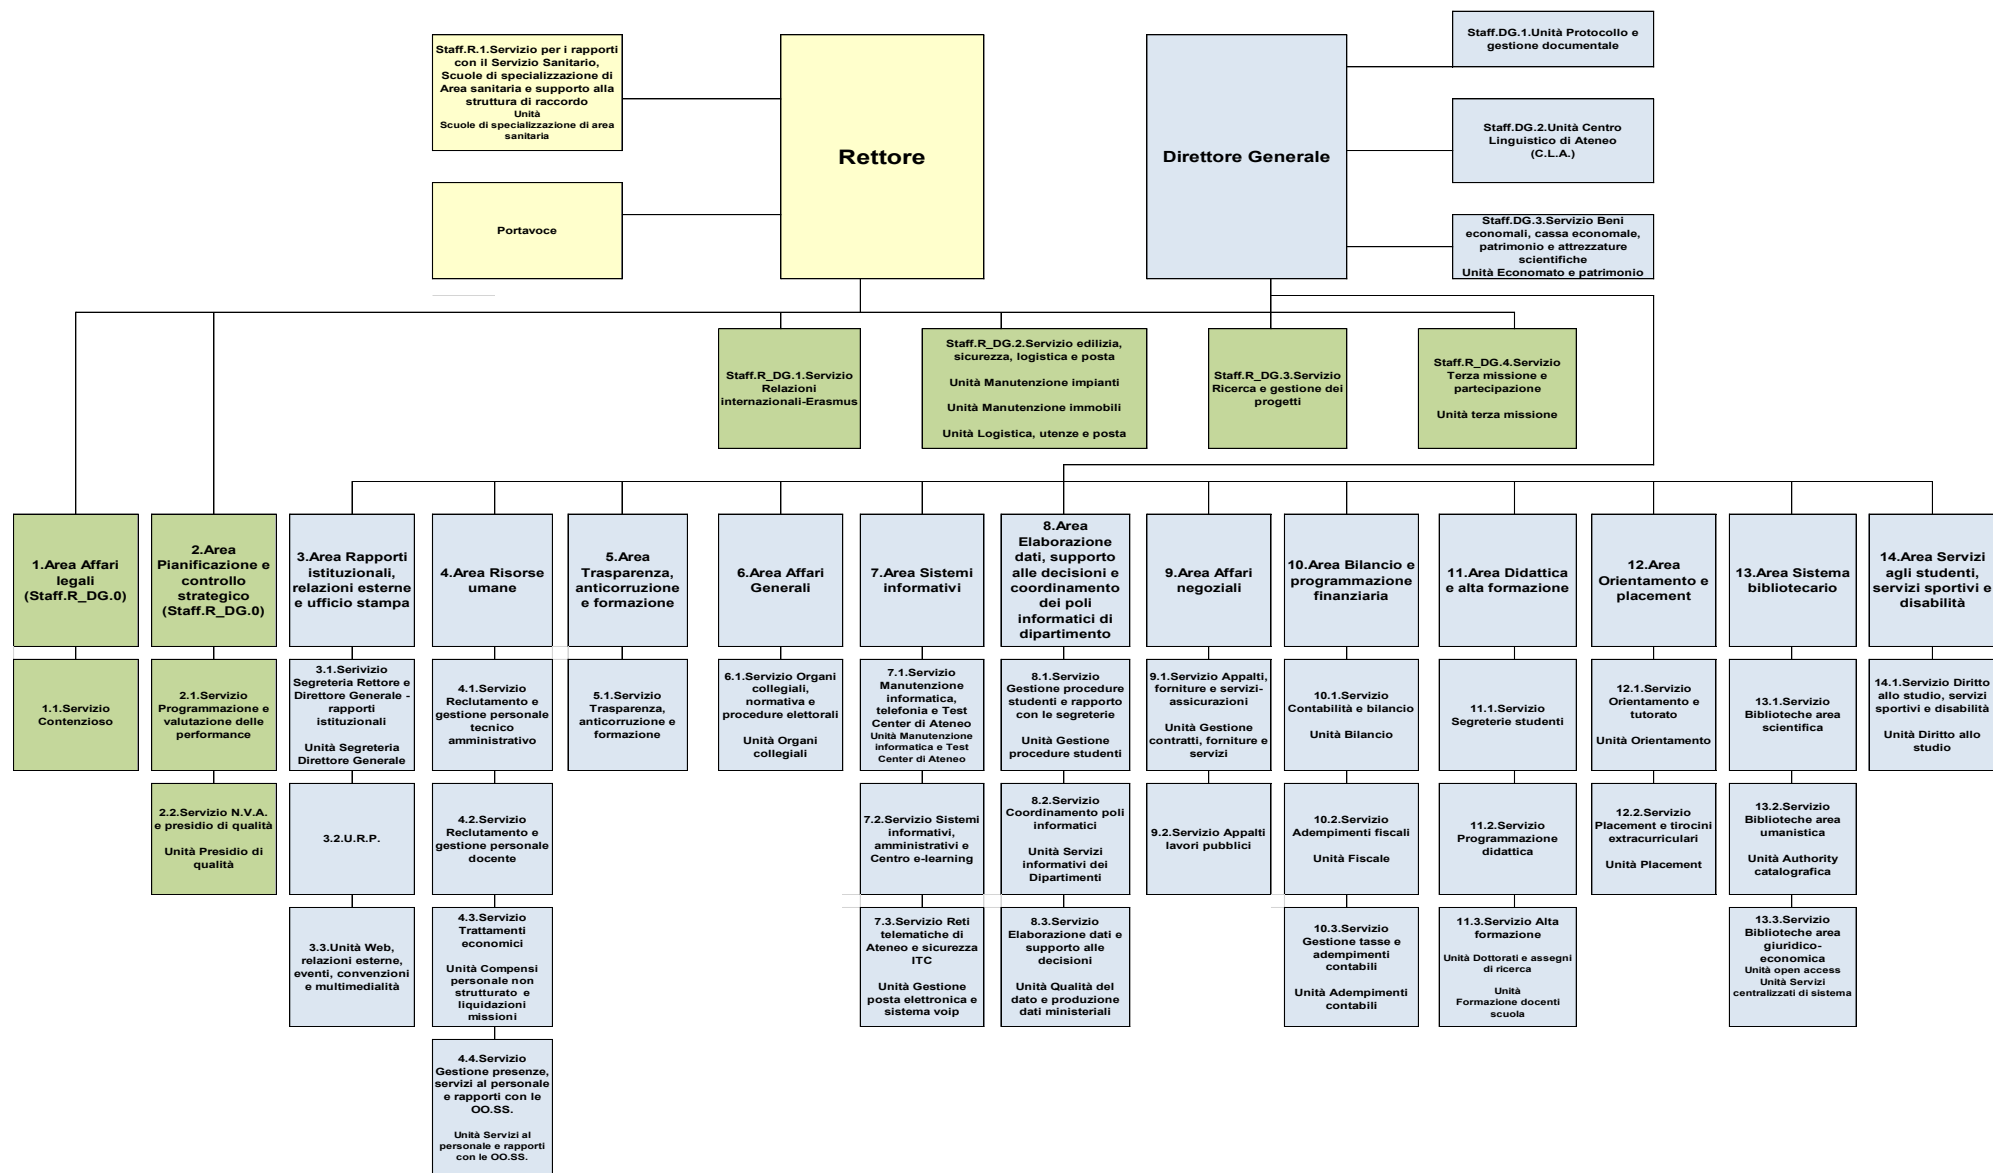 Staff.R.1.Servizio per i rapporti
con il Servizio Sanitario,
Scuole di specializzazione di
Area sanitaria e supporto alla
struttura di raccordo
Unità
Scuole di specializzazione di area
sanitaria
Portavoce
Rettore
Direttore Generale
Staff.DG.1.Unità Protocollo e
gestione documentale
Staff.DG.2.Unità Centro
Linguistico di Ateneo
(C.L.A.)
Staff.DG.3.Servizio Beni
economali, cassa economale,
patrimonio e attrezzature
scientifiche
Unità Economato e patrimonio
Staff.R_DG.1.Servizio
Relazioni
internazionali-Erasmus
Staff.R_DG.2.Servizio edilizia,
sicurezza, logistica e posta
Unità Manutenzione impianti
Unità Manutenzione immobili
Unità Logistica, utenze e posta
Staff.R_DG.3.Servizio
Ricerca e gestione dei
progetti
Staff.R_DG.4.Servizio
Terza missione e
partecipazione
Unità terza missione
1.Area Affari
legali
(Staff.R_DG.0)
2.Area
Pianificazione e
controllo
strategico
(Staff.R_DG.0)
3.Area Rapporti
istituzionali,
relazioni esterne
e ufficio stampa
4.Area Risorse
umane
5.Area
Trasparenza,
anticorruzione
e formazione
6.Area Affari
Generali
7.Area Sistemi
informativi
8.Area
Elaborazione
dati, supporto
alle decisioni e
coordinamento
dei poli
informatici di
dipartimento
9.Area Affari
negoziali
10.Area Bilancio e
programmazione
finanziaria
11.Area Didattica
e alta formazione
12.Area
Orientamento e
placement
13.Area Sistema
bibliotecario
14.Area Servizi
agli studenti,
servizi sportivi e
disabilità
1.1.Servizio
Contenzioso
2.1.Servizio
Programmazione e
valutazione delle
performance
3.1.Serivizio
Segreteria Rettore e
Direttore Generale -
rapporti
istituzionali
Unità Segreteria
Direttore Generale
4.1.Servizio
Reclutamento e
gestione personale
tecnico
amministrativo
5.1.Servizio
Trasparenza,
anticorruzione e
formazione
6.1.Servizio Organi
collegiali,
normativa e
procedure elettorali
Unità Organi
collegiali
7.1.Servizio
Manutenzione
informatica,
telefonia e Test
Center di Ateneo
Unità Manutenzione
informatica e Test
Center di Ateneo
8.1.Servizio
Gestione procedure
studenti e rapporto
con le segreterie
Unità Gestione
procedure studenti
9.1.Servizio Appalti,
forniture e servizi-
assicurazioni
Unità Gestione
contratti, forniture e
servizi
10.1.Servizio
Contabilità e bilancio
Unità Bilancio
11.1.Servizio
Segreterie studenti
12.1.Servizio
Orientamento e
tutorato
Unità Orientamento
13.1.Servizio
Biblioteche area
scientifica
14.1.Servizio Diritto
allo studio, servizi
sportivi e disabilità
Unità Diritto allo
studio
2.2.Servizio N.V.A.
e presidio di qualità
Unità Presidio di
qualità
3.2.U.R.P.
4.2.Servizio
Reclutamento e
gestione personale
docente
7.2.Servizio Sistemi
informativi,
amministrativi e
Centro e-learning
8.2.Servizio
Coordinamento poli
informatici
Unità Servizi
informativi dei
Dipartimenti
9.2.Servizio Appalti
lavori pubblici
10.2.Servizio
Adempimenti fiscali
Unità Fiscale
11.2.Servizio
Programmazione
didattica
12.2.Servizio
Placement e tirocini
extracurriculari
Unità Placement
13.2.Servizio
Biblioteche area
umanistica
Unità Authority
catalografica
3.3.Unità Web,
relazioni esterne,
eventi, convenzioni
e multimedialità
4.3.Servizio
Trattamenti
economici
Unità Compensi
personale non
strutturato e
liquidazioni
missioni
7.3.Servizio Reti
telematiche di
Ateneo e sicurezza
ITC
Unità Gestione
posta elettronica e
sistema voip
8.3.Servizio
Elaborazione dati e
supporto alle
decisioni
Unità Qualità del
dato e produzione
dati ministeriali
10.3.Servizio
Gestione tasse e
adempimenti
contabili
Unità Adempimenti
contabili
11.3.Servizio Alta
formazione
Unità Dottorati e assegni
di ricerca
Unità
Formazione docenti
scuola
13.3.Servizio
Biblioteche area
giuridico-
economica
Unità open access
Unità Servizi
centralizzati di sistema
4.4.Servizio
Gestione presenze,
servizi al personale
e rapporti con le
OO.SS.
Unità Servizi al
personale e rapporti
con le OO.SS.